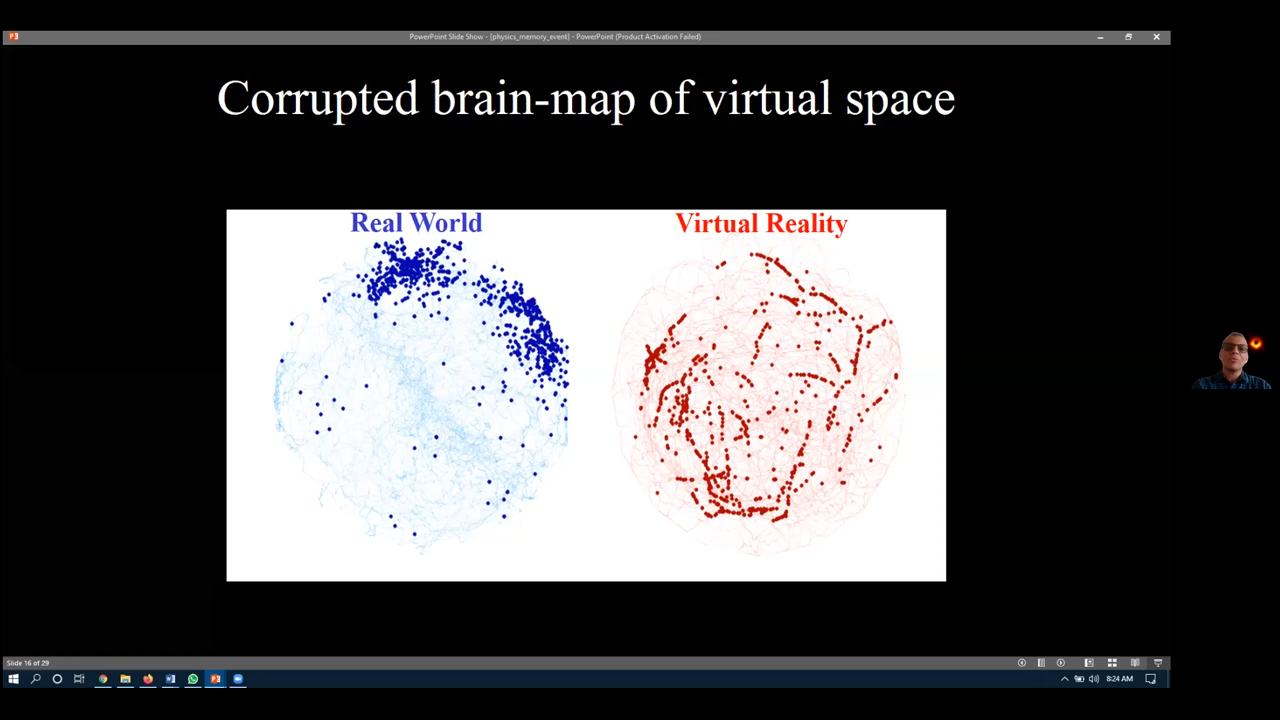 PowerPoint Slide Show - [physics_memory_event] - PowerPoint (Product Activation Failed)
Corrupted brain-map of virtual space
Real World
Virtual Reality
Slide 16 of 29
8:24 AM